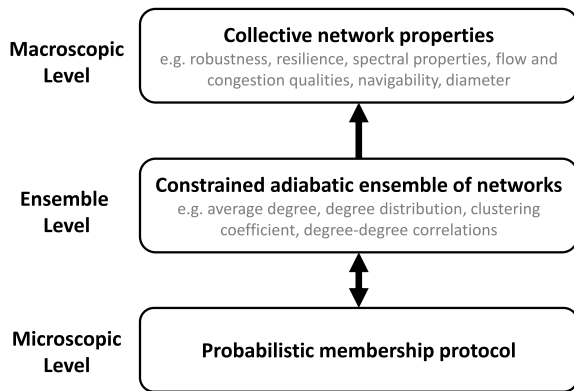 Macroscopic
Level
Collective network properties
e.g. robustness, resilience, spectral properties, flow and
congestion qualities, navigability, diameter
Ensemble
Level
Constrained adiabatic ensemble of networks
e.g. average degree, degree distribution, clustering
coefficient, degree-degree correlations
Microscopic
Level
Probabilistic membership protocol